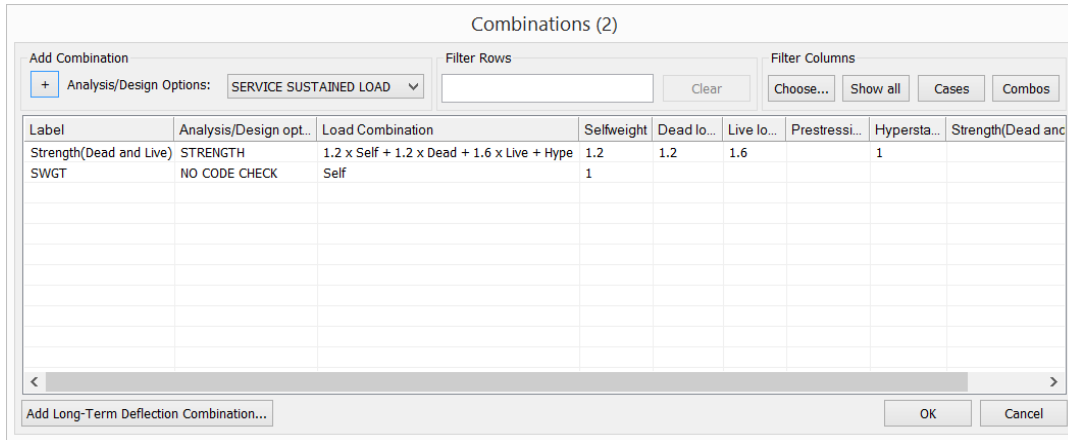 Combinations (2)
Add Combination
Filter Rows
Filter Columns
+ Analysis/Design Options: SERVICE SUSTAINED LOAD
Clear
Choose... Show all Cases Combos
Label Analysis/Design opt... Load Combination Selfweight Dead lo... Live lo... Prestressi... Hypersta... Strength(Dead and
Strength(Dead and Live) STRENGTH 1.2 x Self + 1.2 x Dead + 1.6 x Live + Hype 1.2 1.2 1.6 1
SWGT NO CODE CHECK Self 1
Add Long-Term Deflection Combination... OK Cancel